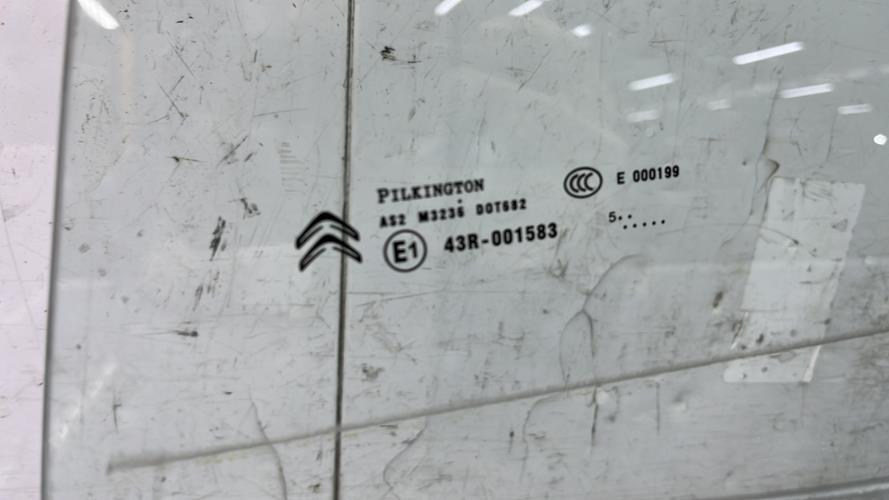 PILKINGTON
AS2 M3236 DOT682
E1 43R-001583
CCC E 000199
5